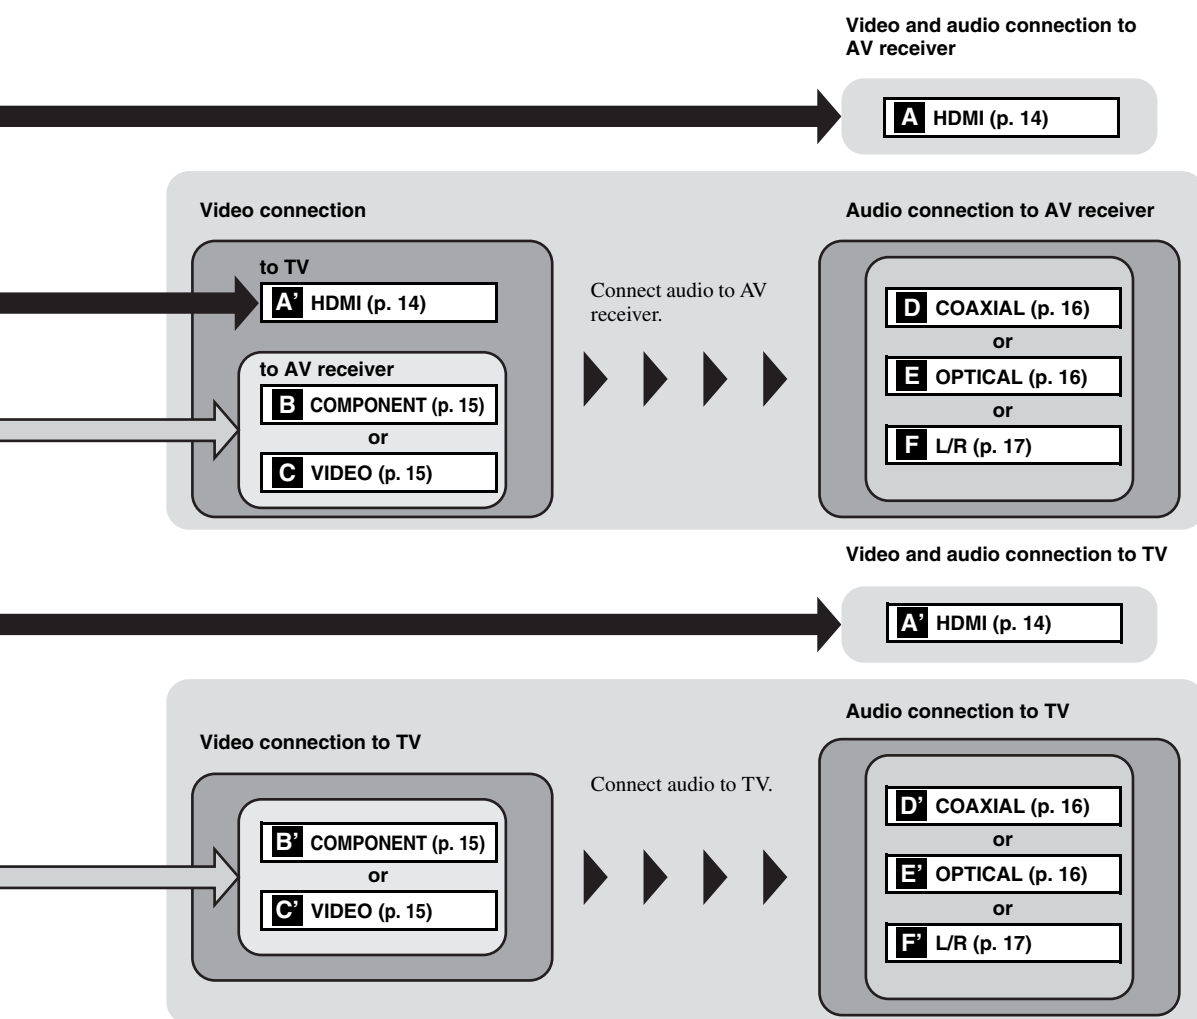 Video and audio connection to
AV receiver
A HDMI (p. 14)
Video connection
Audio connection to AV receiver
to TV
A’ HDMI (p. 14)
to AV receiver
B COMPONENT (p. 15)
or
C VIDEO (p. 15)
Connect audio to AV
receiver.
D COAXIAL (p. 16)
or
E OPTICAL (p. 16)
or
F L/R (p. 17)
Video and audio connection to TV
A’ HDMI (p. 14)
Video connection to TV
Audio connection to TV
B’ COMPONENT (p. 15)
or
C’ VIDEO (p. 15)
Connect audio to TV.
D’ COAXIAL (p. 16)
or
E’ OPTICAL (p. 16)
or
F’ L/R (p. 17)